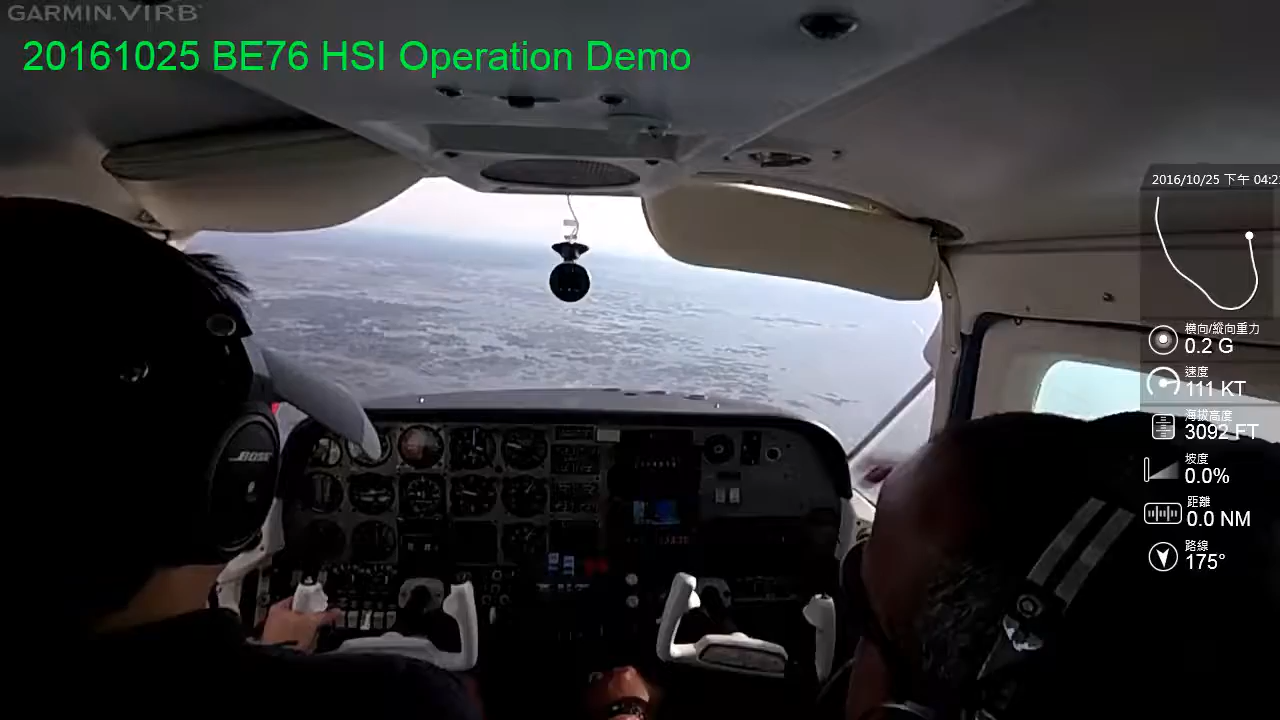 GARMIN.VIRB
20161025 BE76 HSI Operation Demo
2016/10/25 下午 04:2
橫向/縱向重力
0.2 G
速度
111 KT
海拔高度
3092 FT
坡度
0.0%
距離
0.0 NM
路線
175°
BOSE